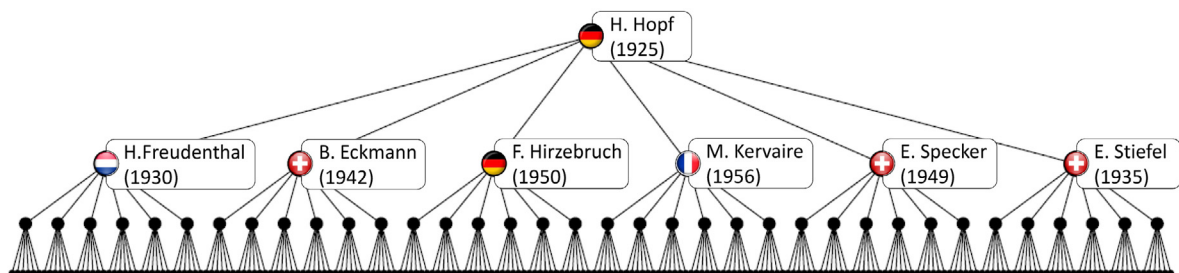 H. Hopf
(1925)
H.Freudenthal
(1930)
B. Eckmann
(1942)
F. Hirzebruch
(1950)
M. Kervaire
(1956)
E. Specker
(1949)
E. Stiefel
(1935)